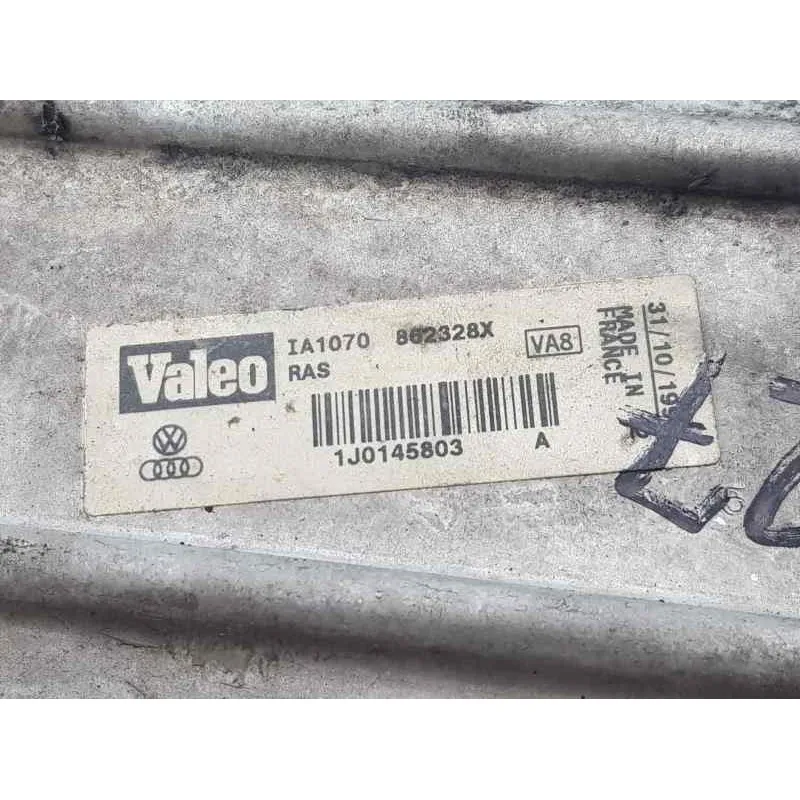 Valeo
IA1070 862328X VA8
RAS
1J0145803 A
31/10/19
MADE IN
FRANCE